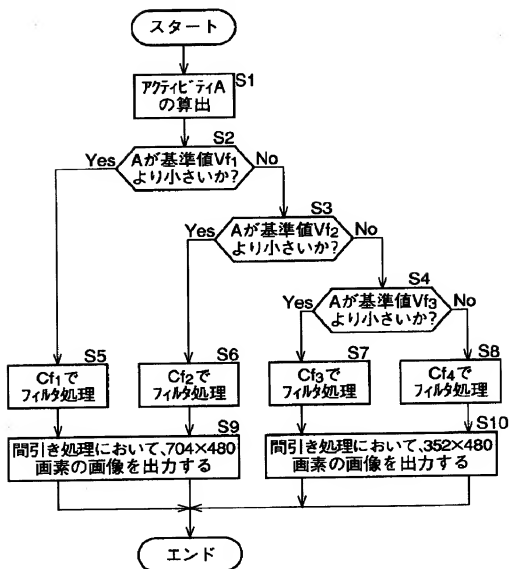 スタート
アクティビティA
の算出
S1
S2
Yes
Aが基準値Vf₁
より小さいか?
No
S3
Yes
Aが基準値Vf₂
より小さいか?
No
S4
Yes
Aが基準値Vf₃
より小さいか?
No
S5
Cf₁で
フィルタ処理
S6
Cf₂で
フィルタ処理
S7
Cf₃で
フィルタ処理
S8
Cf₄で
フィルタ処理
S9
間引き処理において、704×480
画素の画像を出力する
S10
間引き処理において、352×480
画素の画像を出力する
エンド